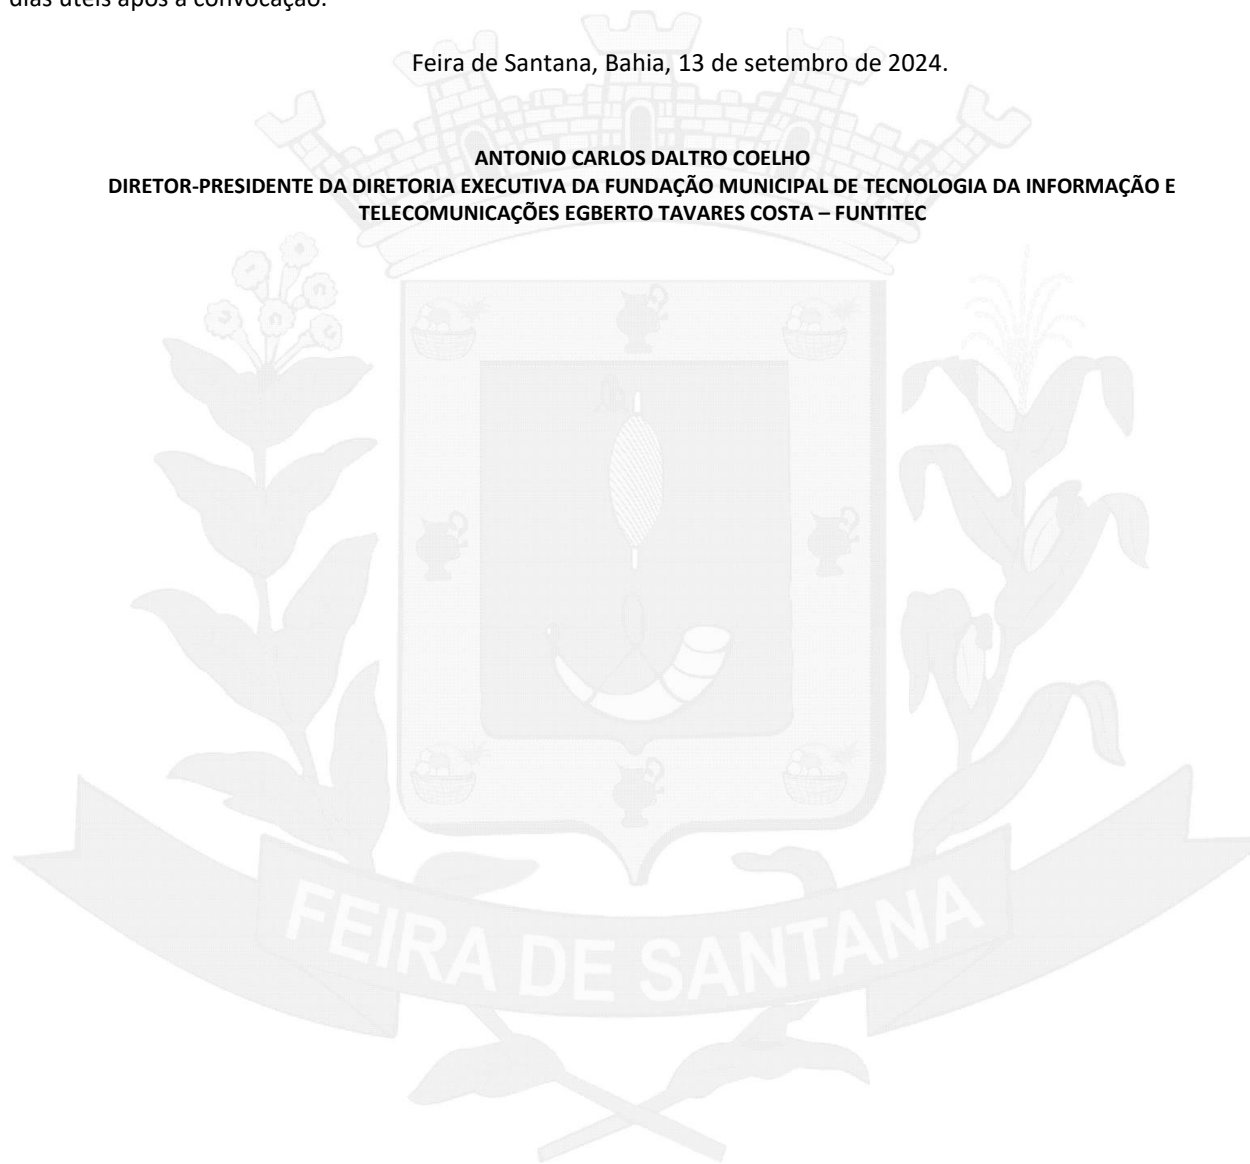 dias úteis após a convocação.
Feira de Santana, Bahia, 13 de setembro de 2024.
ANTONIO CARLOS DALTRO COELHO
DIRETOR-PRESIDENTE DA DIRETORIA EXECUTIVA DA FUNDAÇÃO MUNICIPAL DE TECNOLOGIA DA INFORMAÇÃO E
TELECOMUNICAÇÕES EGBERTO TAVARES COSTA – FUNTITEC
FEIRA DE SANTANA